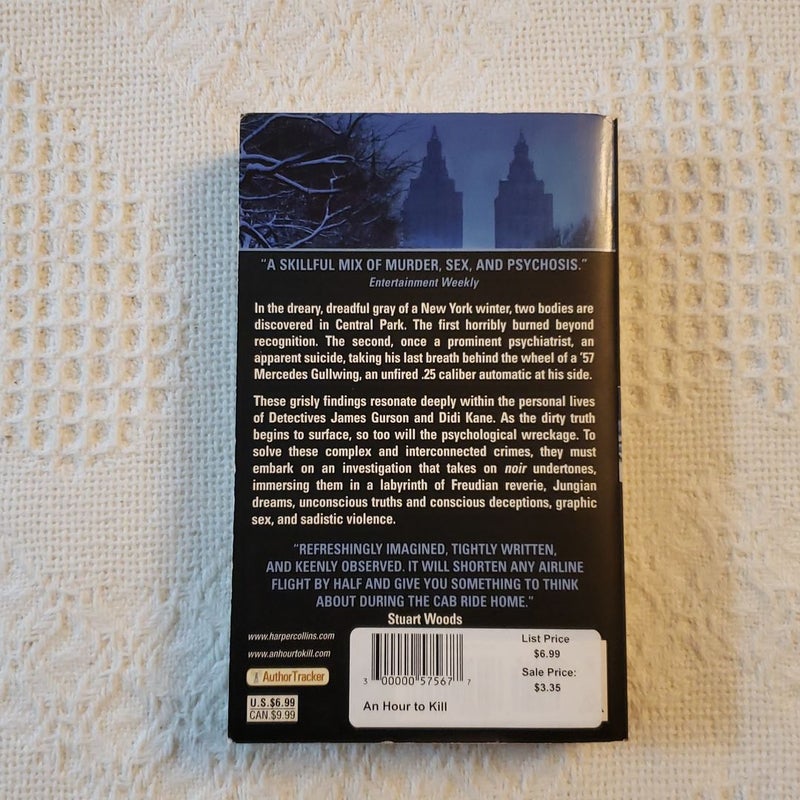 “A SKILLFUL MIX OF MURDER, SEX, AND PSYCHOSIS.”
Entertainment Weekly
In the dreary, dreadful gray of a New York winter, two bodies are
discovered in Central Park. The first horribly burned beyond
recognition. The second, once a prominent psychiatrist, an
apparent suicide, taking his last breath behind the wheel of a ’57
Mercedes Gullwing, an unfired .25 caliber automatic at his side.
These grisly findings resonate deeply within the personal lives
of Detectives James Gurson and Didi Kane. As the dirty truth
begins to surface, so too will the psychological wreckage. To
solve these complex and interconnected crimes, they must
embark on an investigation that takes on noir undertones,
immersing them in a labyrinth of Freudian reverie, Jungian
dreams, unconscious truths and conscious deceptions, graphic
sex, and sadistic violence.
“REFRESHINGLY IMAGINED, TIGHTLY WRITTEN,
AND KEENLY OBSERVED. IT WILL SHORTEN ANY AIRLINE
FLIGHT BY HALF AND GIVE YOU SOMETHING TO THINK
ABOUT DURING THE CAB RIDE HOME.”
Stuart Woods
www.harpercollins.com
www.anhourtokill.com
AuthorTracker
U.S.$6.99
CAN.$9.99
3 00000 57567 7
An Hour to Kill
List Price
$6.99
Sale Price:
$3.35